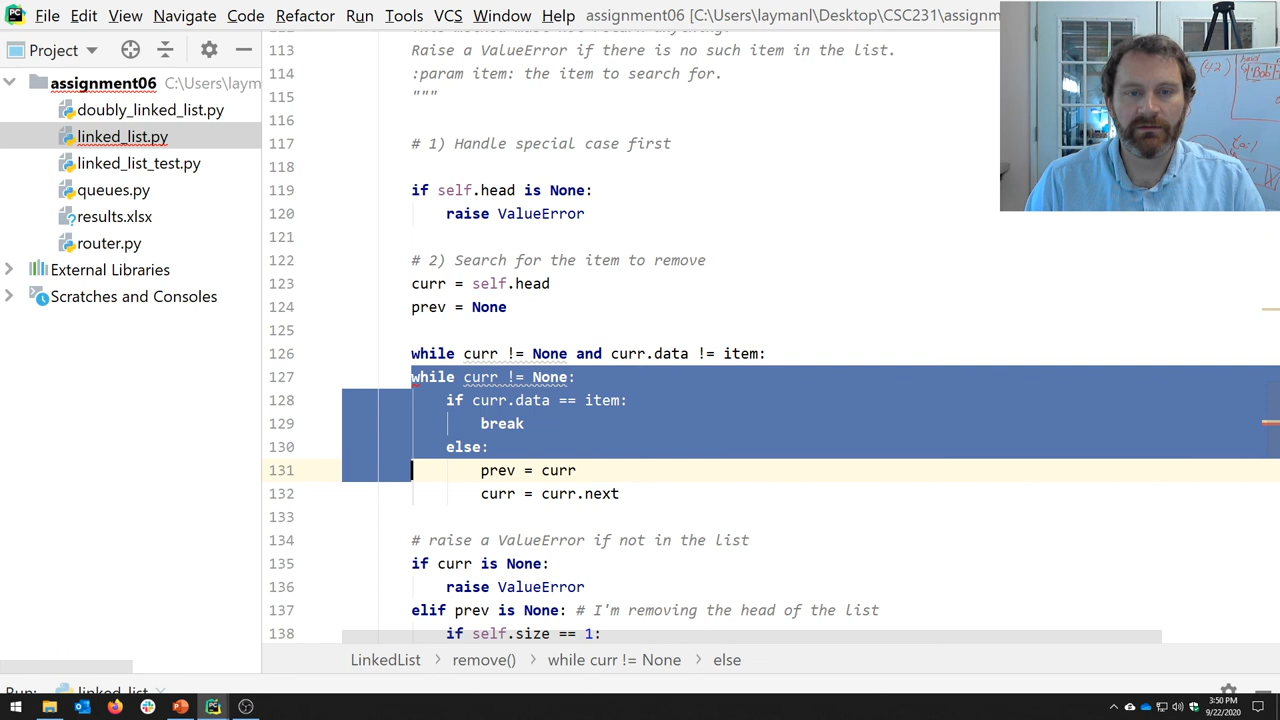 File Edit View Navigate Code Refactor Run Tools VCS Window Help assignment06 [C:\Users\laymanl\Desktop\CSC231\assignm
Project
assignment06 C:\Users\laym
doubly_linked_list.py
linked_list.py
linked_list_test.py
queues.py
results.xlsx
router.py
External Libraries
Scratches and Consoles
113 Raise a ValueError if there is no such item in the list.
114 :param item: the item to search for.
115 """
116
117 # 1) Handle special case first
118
119 if self.head is None:
120 raise ValueError
121
122 # 2) Search for the item to remove
123 curr = self.head
124 prev = None
125
126 while curr != None and curr.data != item:
127 while curr != None:
128 if curr.data == item:
129 break
130 else:
131 prev = curr
132 curr = curr.next
133
134 # raise a ValueError if not in the list
135 if curr is None:
136 raise ValueError
137 elif prev is None: # I'm removing the head of the list
138 if self.size == 1:
LinkedList > remove() > while curr != None > else
Run: linked_list
3:50 PM
9/22/2020